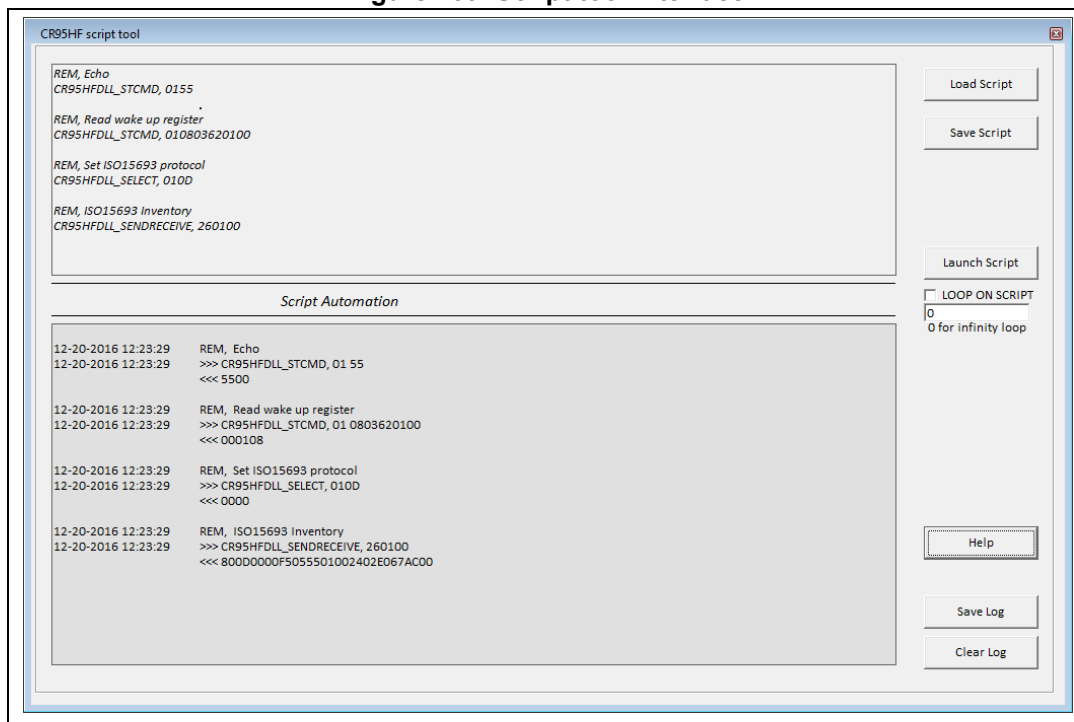 CR95HF script tool
REM, Echo
CR95HFDLL_STCMD, 0155
REM, Read wake up register
CR95HFDLL_STCMD, 010803620100
REM, Set ISO15693 protocol
CR95HFDLL_SELECT, 010D
REM, ISO15693 Inventory
CR95HFDLL_SENDRECEIVE, 260100
Load Script
Save Script
Launch Script
LOOP ON SCRIPT
0
0 for infinity loop
Script Automation
12-20-2016 12:23:29 REM, Echo
12-20-2016 12:23:29 >>> CR95HFDLL_STCMD, 01 55
<<< 5500
12-20-2016 12:23:29 REM, Read wake up register
12-20-2016 12:23:29 >>> CR95HFDLL_STCMD, 01 0803620100
<<< 000108
12-20-2016 12:23:29 REM, Set ISO15693 protocol
12-20-2016 12:23:29 >>> CR95HFDLL_SELECT, 010D
<<< 0000
12-20-2016 12:23:29 REM, ISO15693 Inventory
12-20-2016 12:23:29 >>> CR95HFDLL_SENDRECEIVE, 260100
<<< 800D0000F5055501002402E067AC00
Help
Save Log
Clear Log